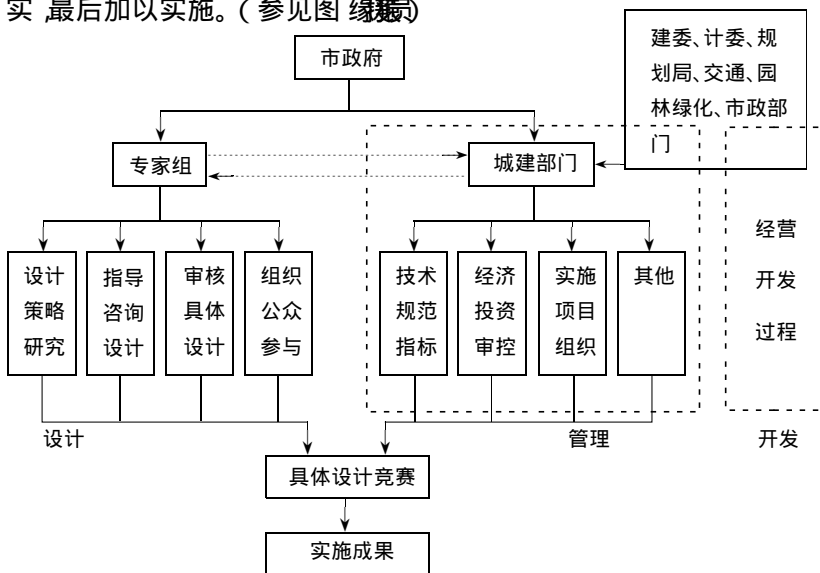 实,最后加以实施。(参见图
市政府
建委、计委、规
划局、交通、园
林绿化、市政部
门
专家组
城建部门
设计
策略
研究
指导
咨询
设计
审核
具体
设计
组织
公众
参与
技术
规范
指标
经济
投资
审控
实施
项目
组织
其他
经营
开发
过程
设计
管理
开发
具体设计竞赛
实施成果